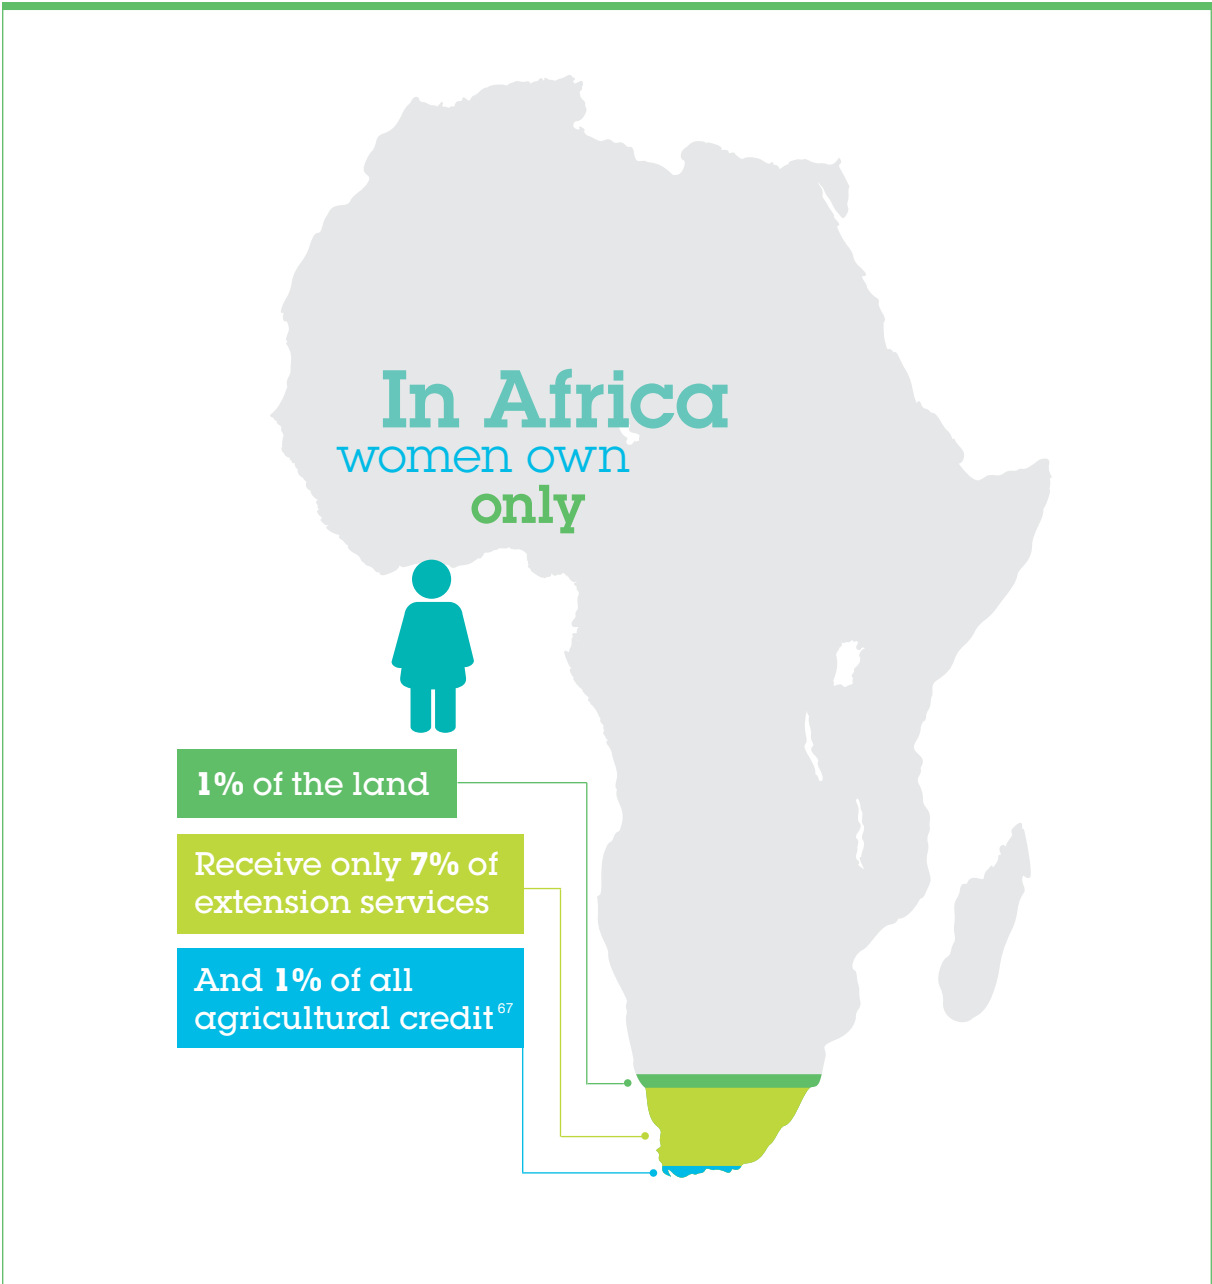 In Africa
women own
only
1% of the land
Receive only 7% of
extension services
And 1% of all
agricultural credit 67